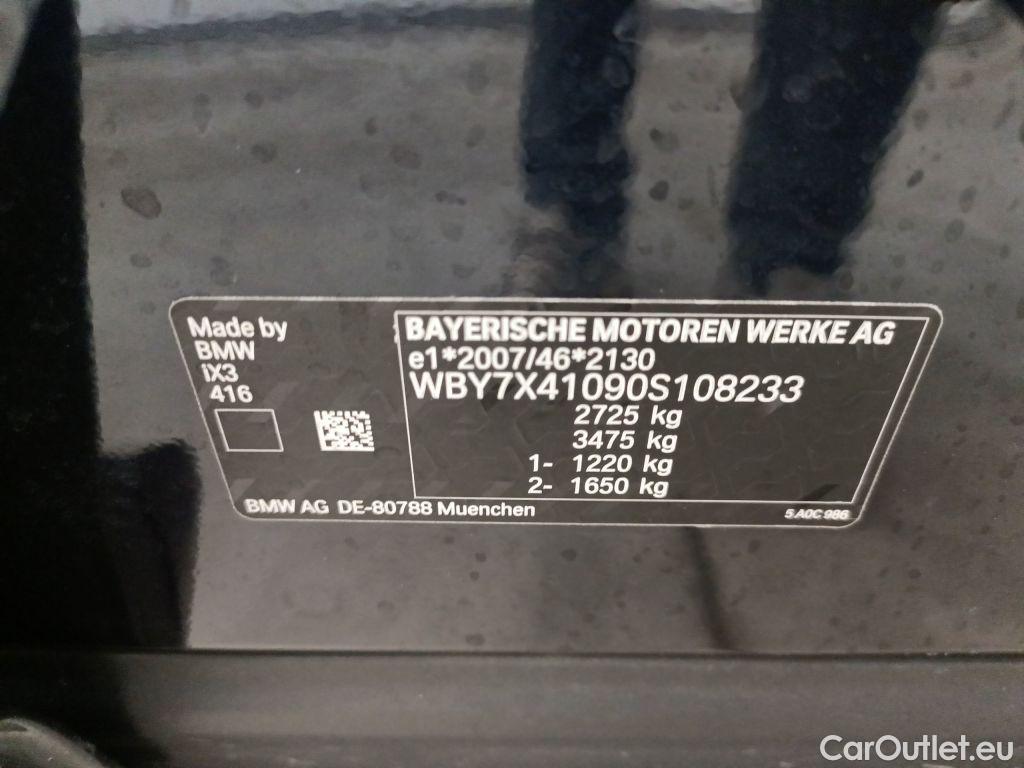 Made by
BMW
iX3
416
BAYERISCHE MOTOREN WERKE AG
e1*2007/46*2130
WBY7X41090S108233
2725 kg
3475 kg
1- 1220 kg
2- 1650 kg
BMW AG DE-80788 Muenchen
5 A0C 986
CarOutlet.eu